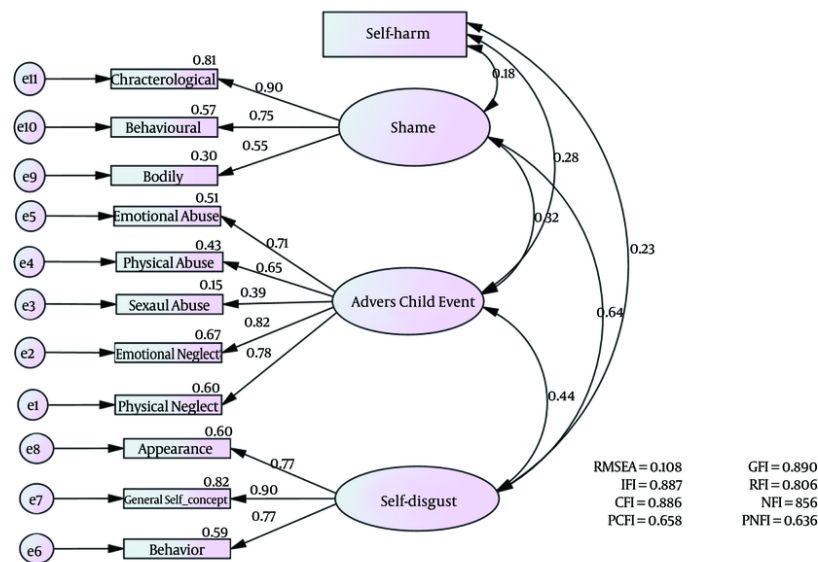 Self-harm
0.18
Shame
0.28
0.32
0.23
0.64
0.44
Advers Child Event
Self-disgust
e11
Chracterological
0.81
0.90
e10
Behavioural
0.57
0.75
e9
Bodily
0.30
0.55
e5
Emotional Abuse
0.51
0.71
e4
Physical Abuse
0.43
0.65
e3
Sexaul Abuse
0.15
0.39
e2
Emotional Neglect
0.67
0.82
e1
Physical Neglect
0.60
0.78
e8
Appearance
0.60
0.77
e7
General Self_concept
0.82
0.90
e6
Behavior
0.59
0.77
RMSEA = 0.108 GFI = 0.890
IFI = 0.887 RFI = 0.806
CFI = 0.886 NFI = 856
PCFI = 0.658 PNFI = 0.636